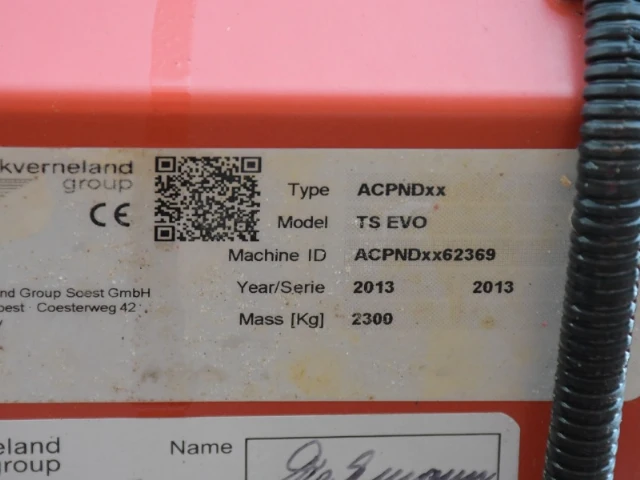 kverneland
group
CE
Type ACPNDxx
Model TS EVO
Machine ID ACPNDxx62369
Year/Serie 2013 2013
Mass [Kg] 2300
nd Group Soest GmbH
oest · Coesterweg 42
y
neland
group
Name